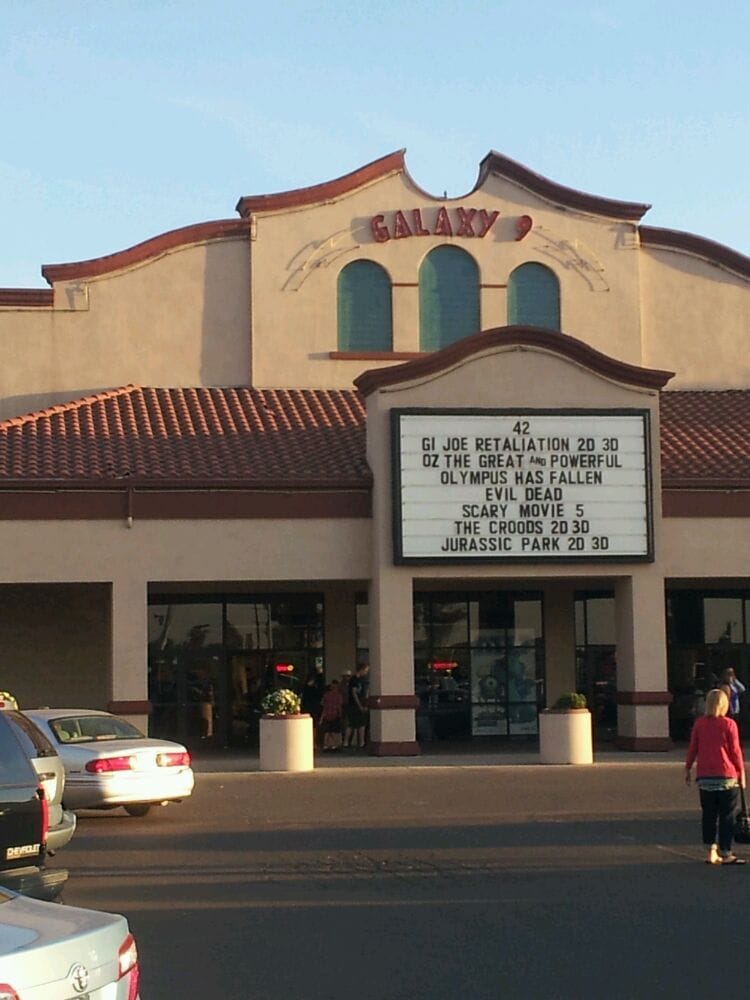 GALAXY 9
42
GI JOE RETALIATION 2D 3D
OZ THE GREAT AND POWERFUL
OLYMPUS HAS FALLEN
EVIL DEAD
SCARY MOVIE 5
THE CROODS 2D 3D
JURASSIC PARK 2D 3D
CHEVROLET